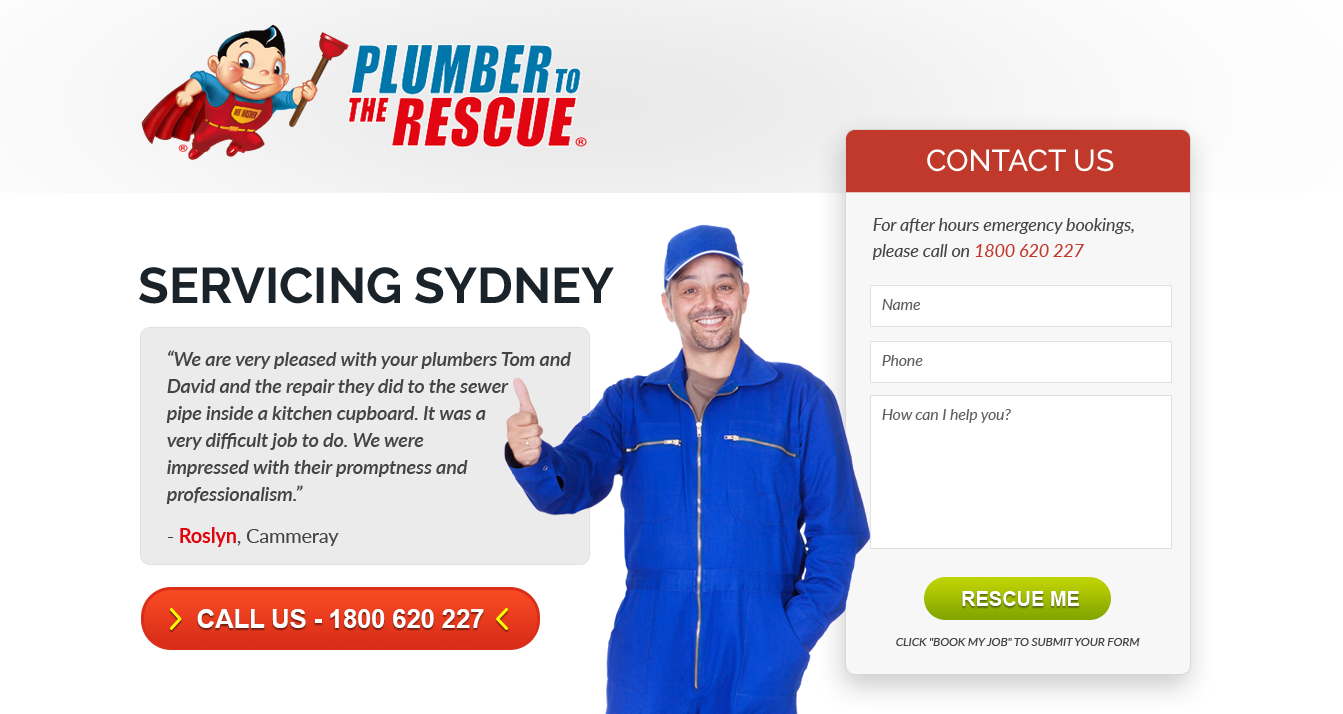 PLUMBER TO
THE RESCUE ®
®
SERVICING SYDNEY
“We are very pleased with your plumbers Tom and
David and the repair they did to the sewer
pipe inside a kitchen cupboard. It was a
very difficult job to do. We were
impressed with their promptness and
professionalism.”
- Roslyn, Cammeray
CALL US - 1800 620 227
CONTACT US
For after hours emergency bookings,
please call on 1800 620 227
Name
Phone
How can I help you?
RESCUE ME
CLICK "BOOK MY JOB" TO SUBMIT YOUR FORM